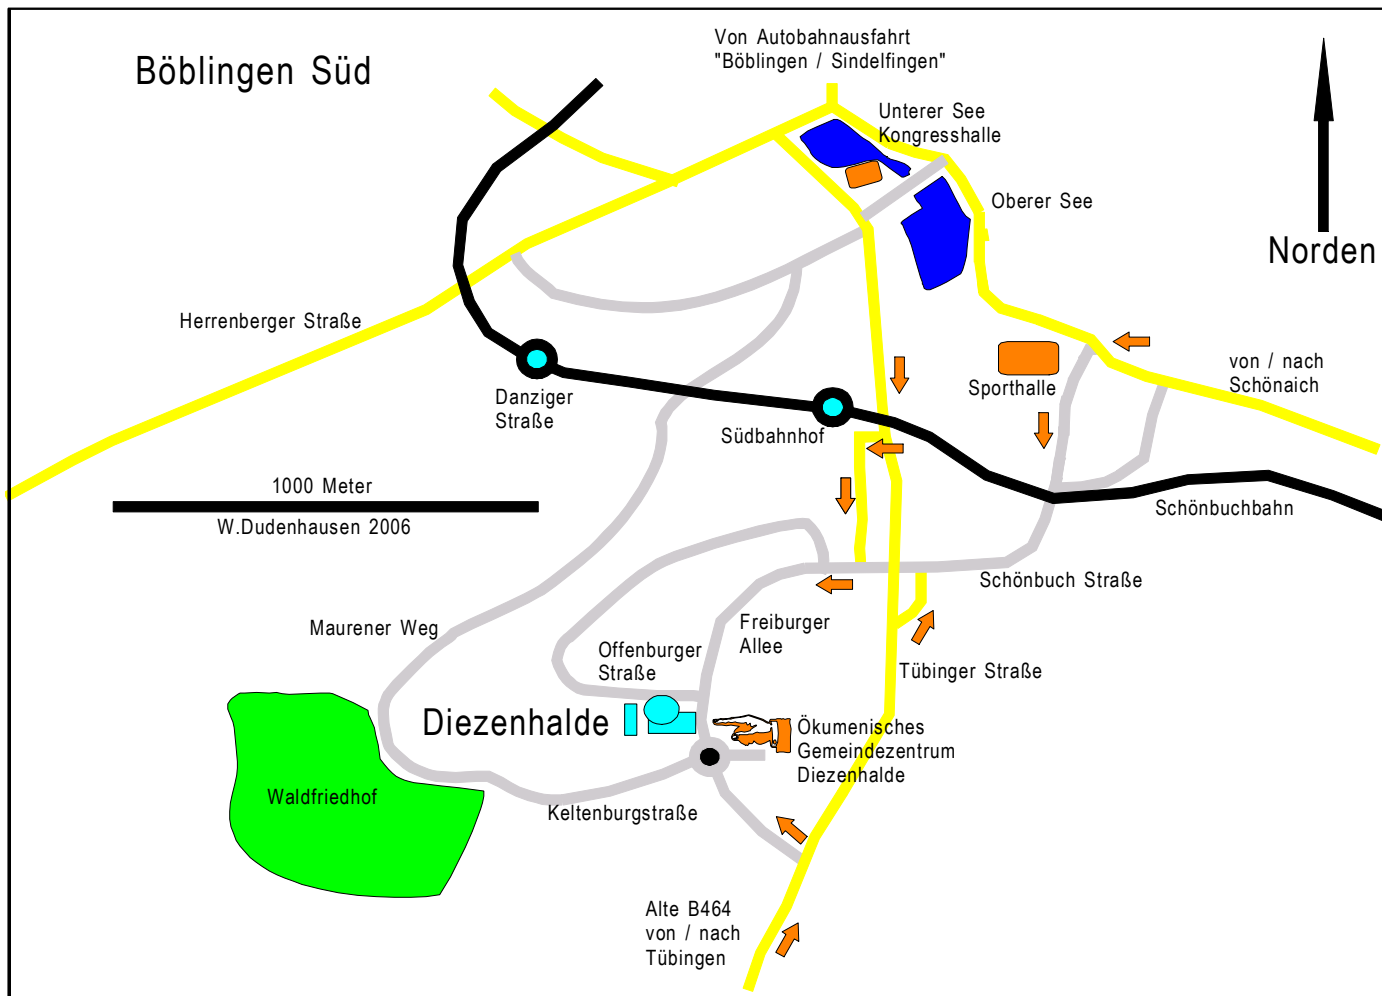 Von Autobahnausfahrt
"Böblingen / Sindelfingen"
Böblingen Süd
Unterer See
Kongresshalle
Oberer See
Norden
Herrenberger Straße
von / nach
Schönaich
Sporthalle
Danziger
Straße
Südbahnhof
1000 Meter
W.Dudenhausen 2006
Schönbuchbahn
Schönbuch Straße
Maurener Weg
Freiburger
Allee
Offenburger
Straße
Tübinger Straße
Diezenhalde
Ökumenisches
Gemeindezentrum
Diezenhalde
Waldfriedhof
Keltenburgstraße
Alte B464
von / nach
Tübingen